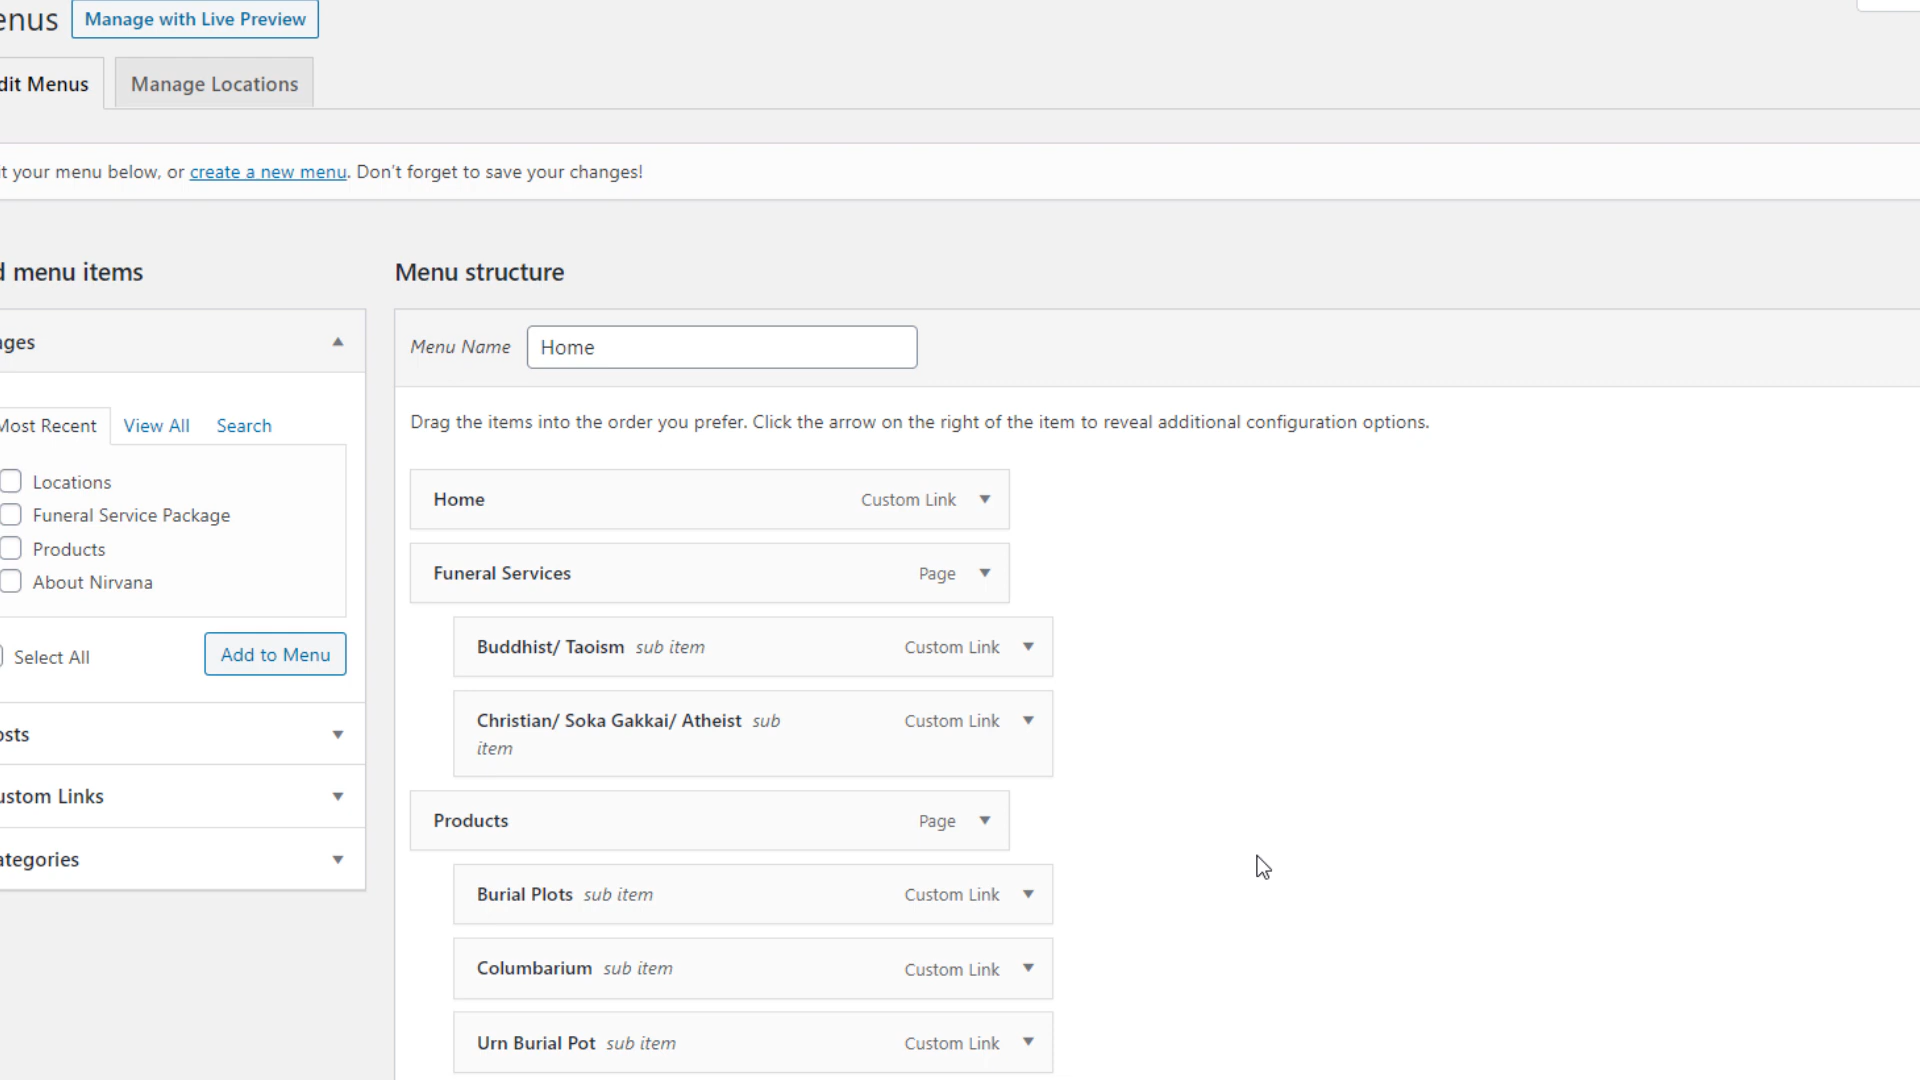 enus Manage with Live Preview
dit Menus Manage Locations
t your menu below, or create a new menu. Don't forget to save your changes!
d menu items
Menu structure
ages
Menu Name Home
Most Recent View All Search
Drag the items into the order you prefer. Click the arrow on the right of the item to reveal additional configuration options.
Locations
Funeral Service Package
Products
About Nirvana
Select All Add to Menu
osts
ustom Links
ategories
Home Custom Link
Funeral Services Page
Buddhist/ Taoism sub item Custom Link
Christian/ Soka Gakkai/ Atheist sub Custom Link
item
Products Page
Burial Plots sub item Custom Link
Columbarium sub item Custom Link
Urn Burial Pot sub item Custom Link